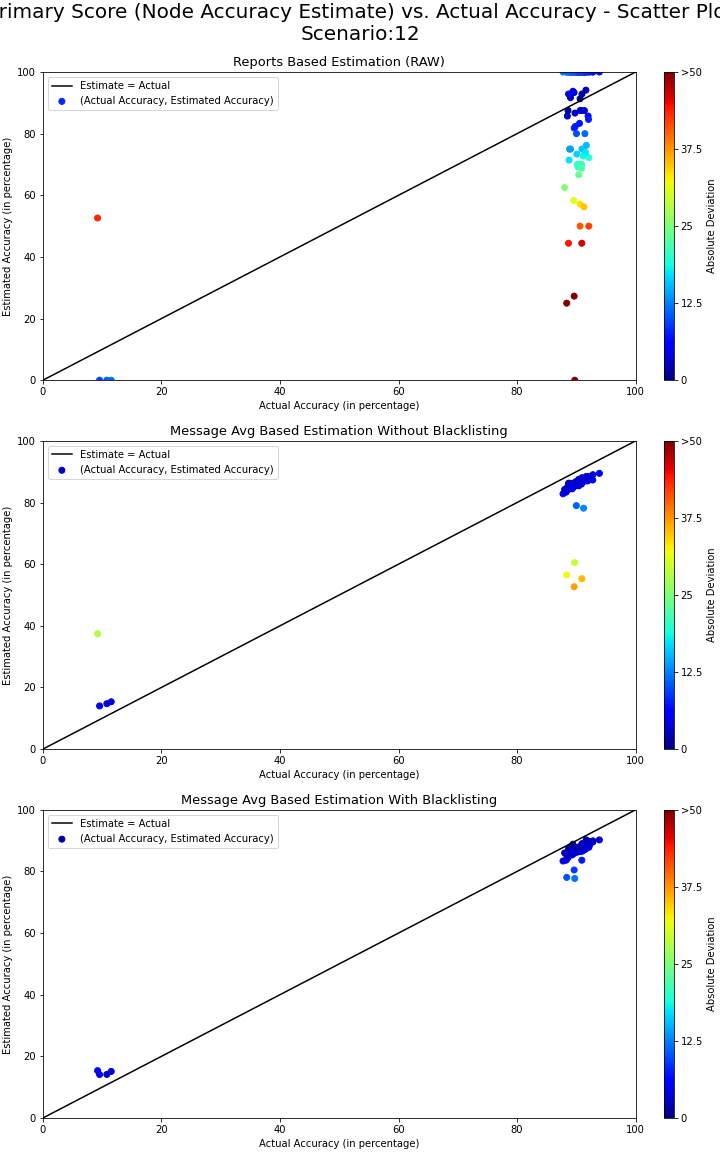 rimary Score (Node Accuracy Estimate) vs. Actual Accuracy - Scatter Plo
Scenario:12
Reports Based Estimation (RAW)
Estimate = Actual
(Actual Accuracy, Estimated Accuracy)
Estimated Accuracy (in percentage)
100
80
60
40
20
0
0 20 40 60 80 100
Actual Accuracy (in percentage)
>50
37.5
25
12.5
0
Absolute Deviation
Message Avg Based Estimation Without Blacklisting
Estimate = Actual
(Actual Accuracy, Estimated Accuracy)
Estimated Accuracy (in percentage)
100
80
60
40
20
0
0 20 40 60 80 100
Actual Accuracy (in percentage)
>50
37.5
25
12.5
0
Absolute Deviation
Message Avg Based Estimation With Blacklisting
Estimate = Actual
(Actual Accuracy, Estimated Accuracy)
Estimated Accuracy (in percentage)
100
80
60
40
20
0
0 20 40 60 80 100
Actual Accuracy (in percentage)
>50
37.5
25
12.5
0
Absolute Deviation